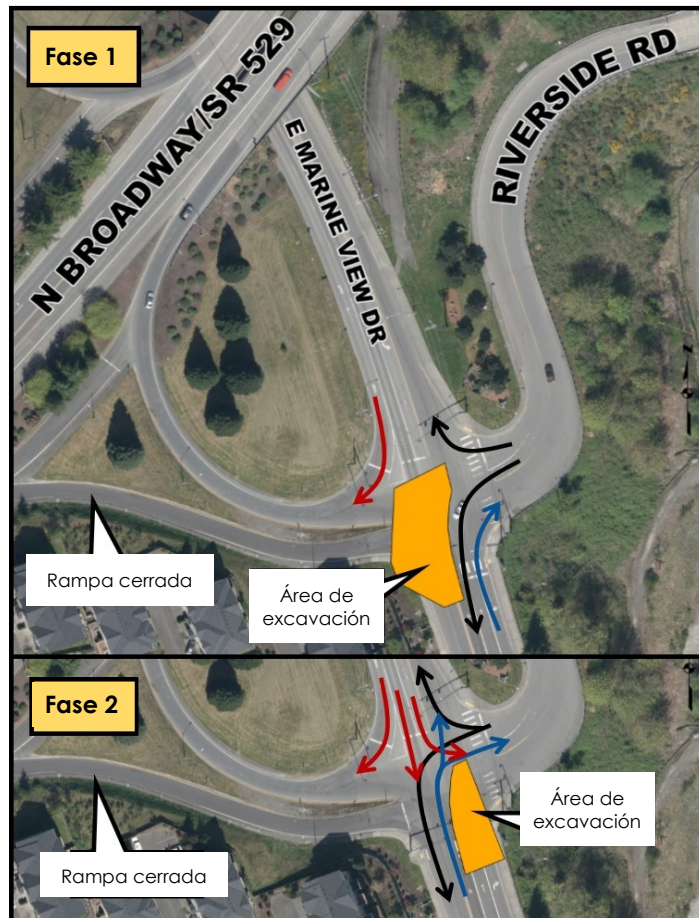 Fase 1
N BROADWAY/SR 529
E MARINE VIEW DR
RIVERSIDE RD
Rampa cerrada
Área de
excavación
Fase 2
Área de
excavación
Rampa cerrada